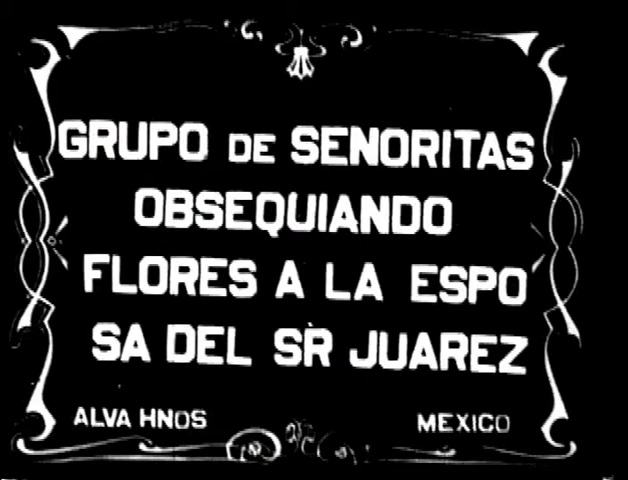 GRUPO DE SENORITAS
OBSEQUIANDO
FLORES A LA ESPO
SA DEL SR JUAREZ
ALVA HNOS MEXICO